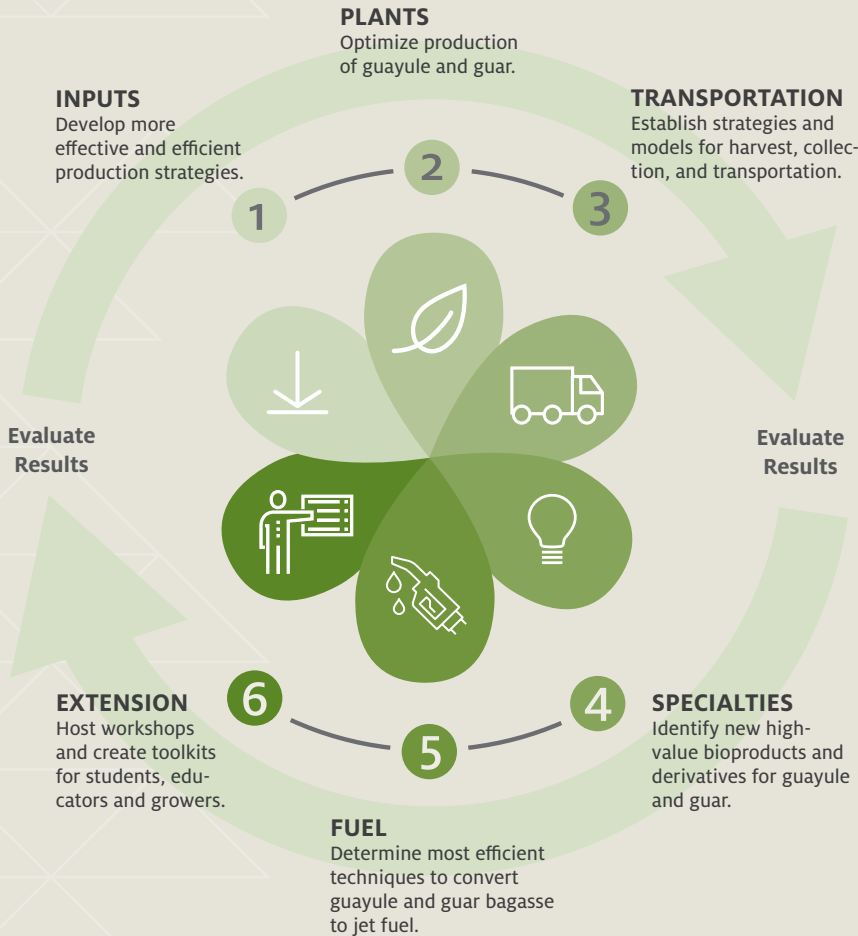 PLANTS
Optimize production
of guayule and guar.
INPUTS
Develop more
effective and efficient
production strategies.
TRANSPORTATION
Establish strategies and
models for harvest, collec-
tion, and transportation.
1
2
3
Evaluate
Results
Evaluate
Results
EXTENSION
Host workshops
and create toolkits
for students, edu-
cators and growers.
6
5
4
SPECIALTIES
Identify new high-
value bioproducts and
derivatives for guayule
and guar.
FUEL
Determine most efficient
techniques to convert
guayule and guar bagasse
to jet fuel.